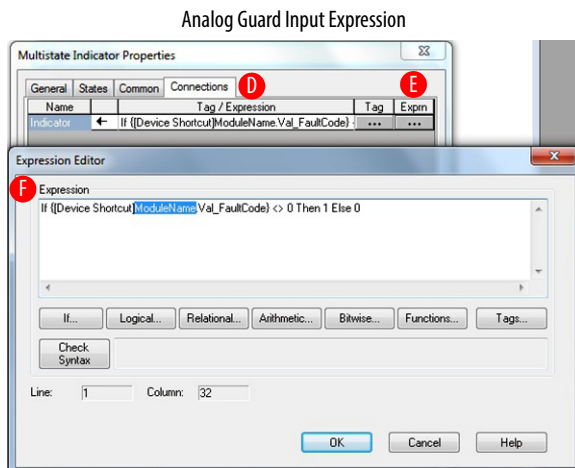 Analog Guard Input Expression
Multistate Indicator Properties
General States Common Connections D E
Name Tag / Expression Tag Exprn
Indicator If {[Device Shortcut]ModuleName.Val_FaultCode} ... ...
Expression Editor
F Expression
If {[Device Shortcut]ModuleName.Val_FaultCode} <> 0 Then 1 Else 0
If... Logical... Relational... Arithmetic... Bitwise... Functions... Tags...
Check
Syntax
Line: 1 Column: 32
OK Cancel Help